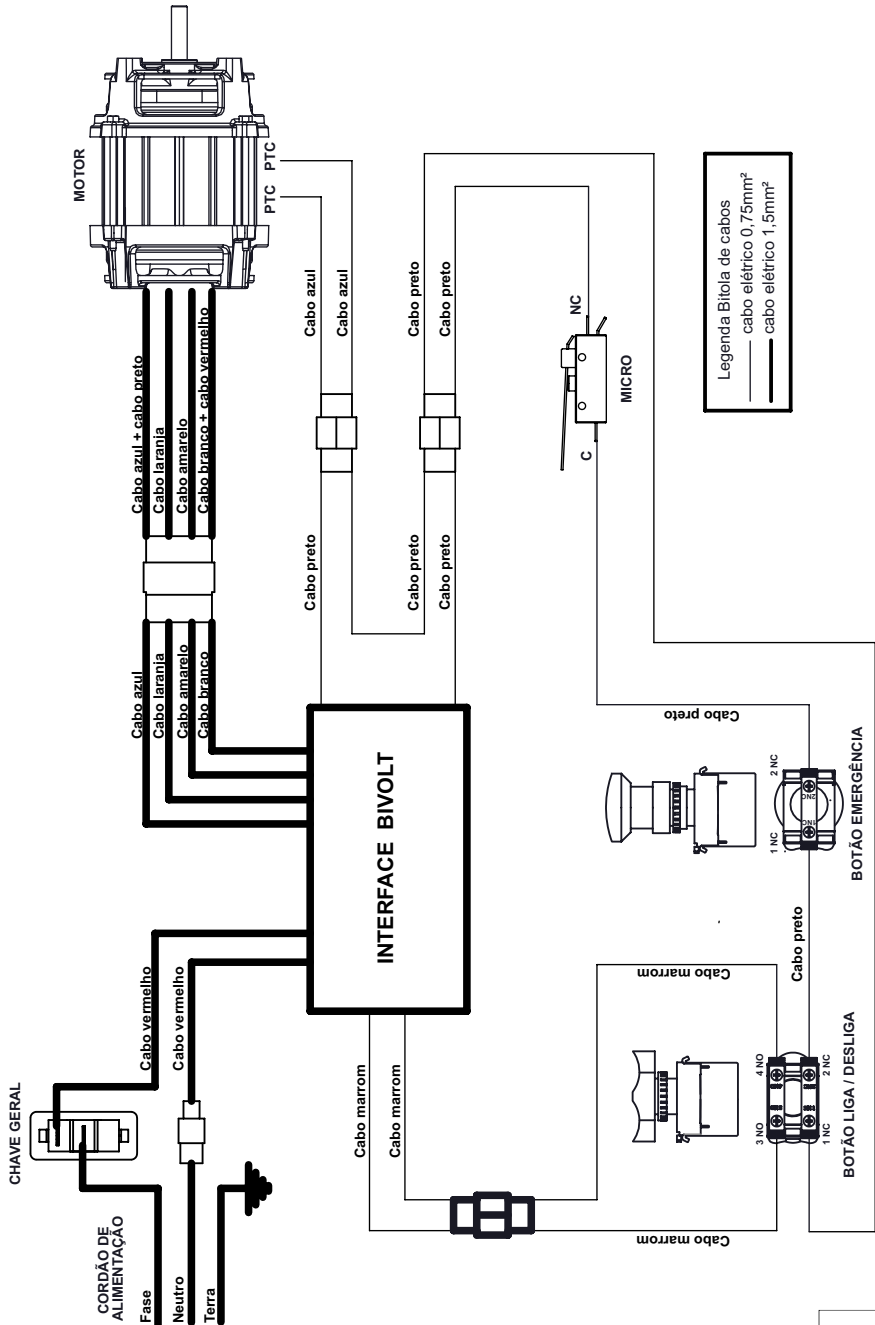 CHAVE GERAL
CORDÃO DE
ALIMENTAÇÃO
Fase
Neutro
Terra
Cabo vermelho
Cabo vermelho
INTERFACE BIVOLT
Cabo azul
Cabo laranja
Cabo amarelo
Cabo branco
Cabo azul + cabo preto
Cabo laranja
Cabo amarelo
Cabo branco + cabo vermelho
MOTOR
PTC
PTC
Cabo azul
Cabo azul
Cabo preto
Cabo preto
Cabo preto
Cabo preto
Cabo preto
NC
C
MICRO
Cabo marrom
Cabo marrom
Cabo marrom
Cabo marrom
3 NO
4 NO
1 NC
2 NC
BOTÃO LIGA / DESLIGA
Cabo preto
Cabo preto
1 NC
2 NC
1NC
2NC
BOTÃO EMERGÊNCIA
Legenda Bitola de cabos
cabo elétrico 0,75mm²
cabo elétrico 1,5mm²